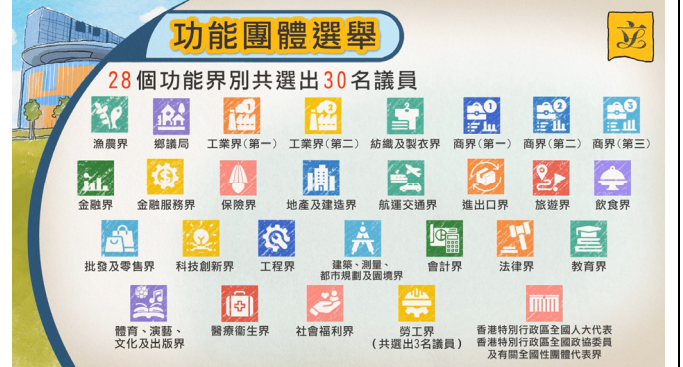 功能團體選舉
28個功能界別共選出30名議員
漁農界
鄉議局
工業界（第一）
工業界（第二）
紡織及製衣界
商界（第一）
商界（第二）
商界（第三）
金融界
金融服務界
保險界
地產及建造界
航運交通界
進出口界
旅遊界
飲食界
批發及零售界
科技創新界
工程界
建築、測量、
都市規劃及園境界
會計界
法律界
教育界
體育、演藝、
文化及出版界
醫療衞生界
社會福利界
勞工界
（共選出3名議員）
香港特別行政區全國人大代表
香港特別行政區全國政協委員
及有關全國性團體代表界